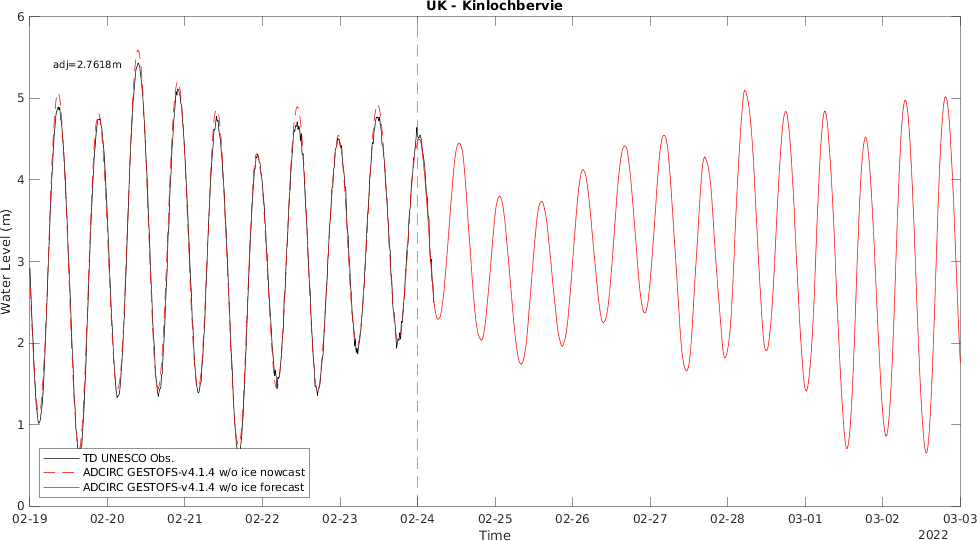 UK - Kinlochbervie
adj=2.7618m
Water Level (m)
6
5
4
3
2
1
0
TD UNESCO Obs.
ADCIRC GESTOFS-v4.1.4 w/o ice nowcast
ADCIRC GESTOFS-v4.1.4 w/o ice forecast
02-19 02-20 02-21 02-22 02-23 02-24 02-25 02-26 02-27 02-28 03-01 03-02 03-03
Time
2022